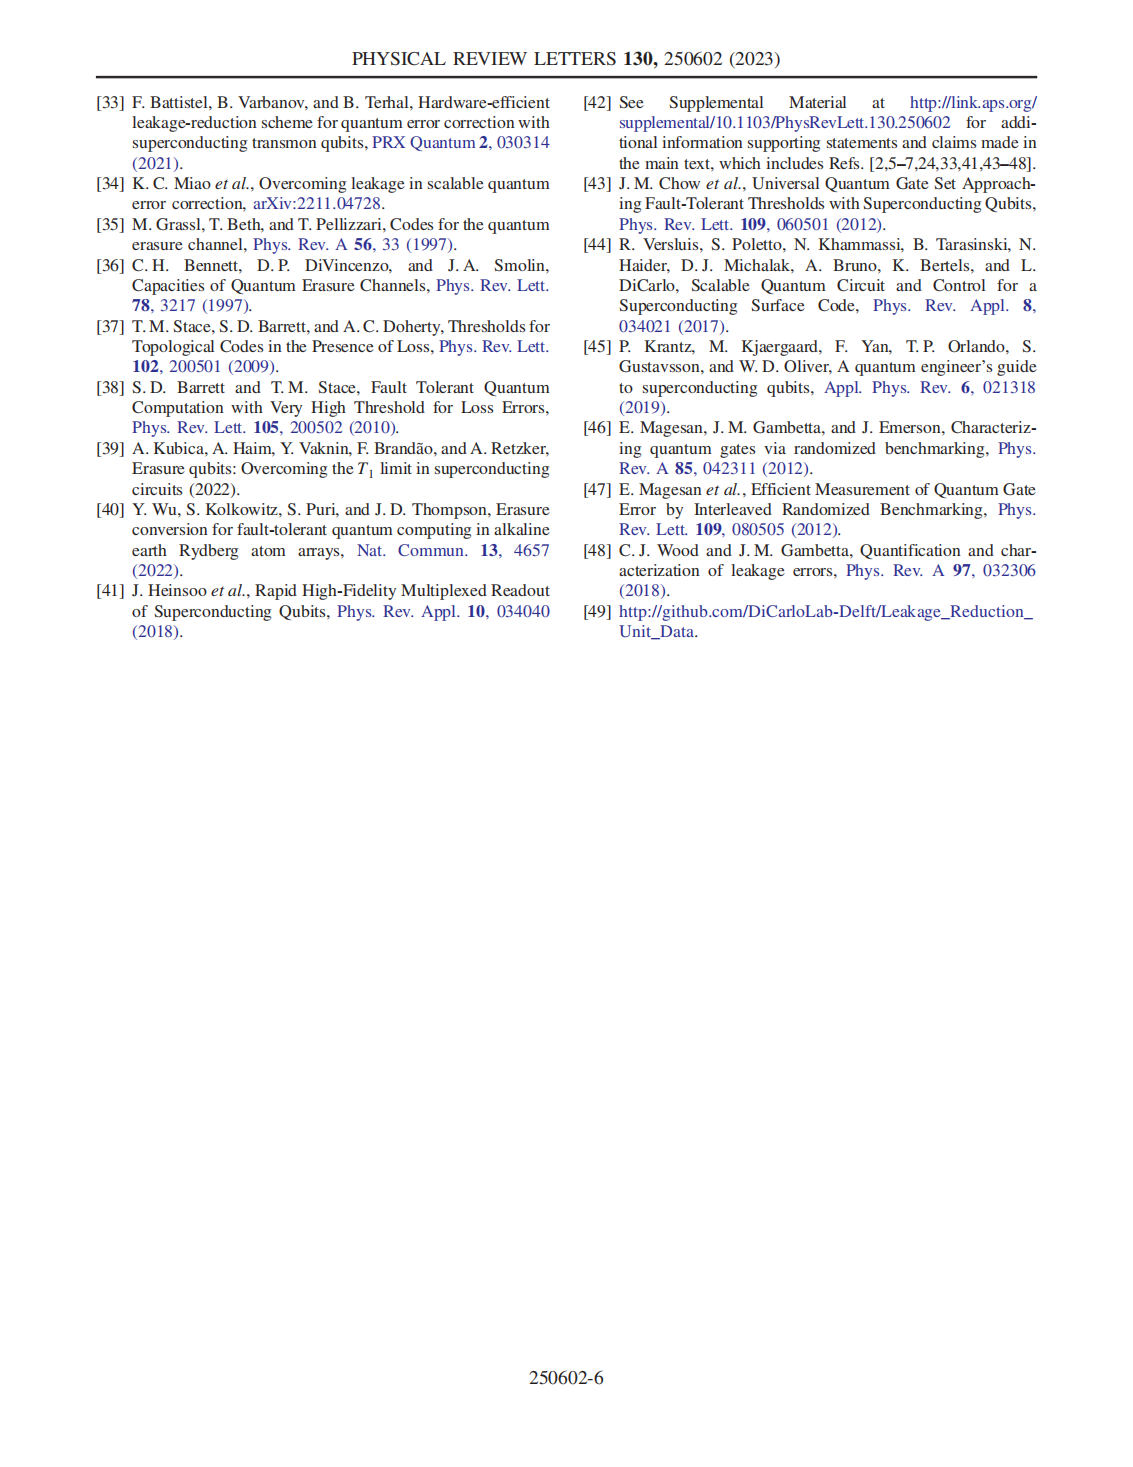 PHYSICAL REVIEW LETTERS 130, 250602 (2023)
[33] F. Battistel, B. Varbanov, and B. Terhal, Hardware-efficient
leakage-reduction scheme for quantum error correction with
superconducting transmon qubits, PRX Quantum 2, 030314
(2021).
[34] K. C. Miao et al., Overcoming leakage in scalable quantum
error correction, arXiv:2211.04728.
[35] M. Grassl, T. Beth, and T. Pellizzari, Codes for the quantum
erasure channel, Phys. Rev. A 56, 33 (1997).
[36] C. H. Bennett, D. P. DiVincenzo, and J. A. Smolin,
Capacities of Quantum Erasure Channels, Phys. Rev. Lett.
78, 3217 (1997).
[37] T. M. Stace, S. D. Barrett, and A. C. Doherty, Thresholds for
Topological Codes in the Presence of Loss, Phys. Rev. Lett.
102, 200501 (2009).
[38] S. D. Barrett and T. M. Stace, Fault Tolerant Quantum
Computation with Very High Threshold for Loss Errors,
Phys. Rev. Lett. 105, 200502 (2010).
[39] A. Kubica, A. Haim, Y. Vaknin, F. Brandão, and A. Retzker,
Erasure qubits: Overcoming the T1 limit in superconducting
circuits (2022).
[40] Y. Wu, S. Kolkowitz, S. Puri, and J. D. Thompson, Erasure
conversion for fault-tolerant quantum computing in alkaline
earth Rydberg atom arrays, Nat. Commun. 13, 4657
(2022).
[41] J. Heinsoo et al., Rapid High-Fidelity Multiplexed Readout
of Superconducting Qubits, Phys. Rev. Appl. 10, 034040
(2018).
[42] See Supplemental Material at http://link.aps.org/
supplemental/10.1103/PhysRevLett.130.250602 for addi-
tional information supporting statements and claims made in
the main text, which includes Refs. [2,5–7,24,33,41,43–48].
[43] J. M. Chow et al., Universal Quantum Gate Set Approach-
ing Fault-Tolerant Thresholds with Superconducting Qubits,
Phys. Rev. Lett. 109, 060501 (2012).
[44] R. Versluis, S. Poletto, N. Khammassi, B. Tarasinski, N.
Haider, D. J. Michalak, A. Bruno, K. Bertels, and L.
DiCarlo, Scalable Quantum Circuit and Control for a
Superconducting Surface Code, Phys. Rev. Appl. 8,
034021 (2017).
[45] P. Krantz, M. Kjaergaard, F. Yan, T. P. Orlando, S.
Gustavsson, and W. D. Oliver, A quantum engineer's guide
to superconducting qubits, Appl. Phys. Rev. 6, 021318
(2019).
[46] E. Magesan, J. M. Gambetta, and J. Emerson, Characteriz-
ing quantum gates via randomized benchmarking, Phys.
Rev. A 85, 042311 (2012).
[47] E. Magesan et al., Efficient Measurement of Quantum Gate
Error by Interleaved Randomized Benchmarking, Phys.
Rev. Lett. 109, 080505 (2012).
[48] C. J. Wood and J. M. Gambetta, Quantification and char-
acterization of leakage errors, Phys. Rev. A 97, 032306
(2018).
[49] http://github.com/DiCarloLab-Delft/Leakage_Reduction_
Unit_Data.
250602-6